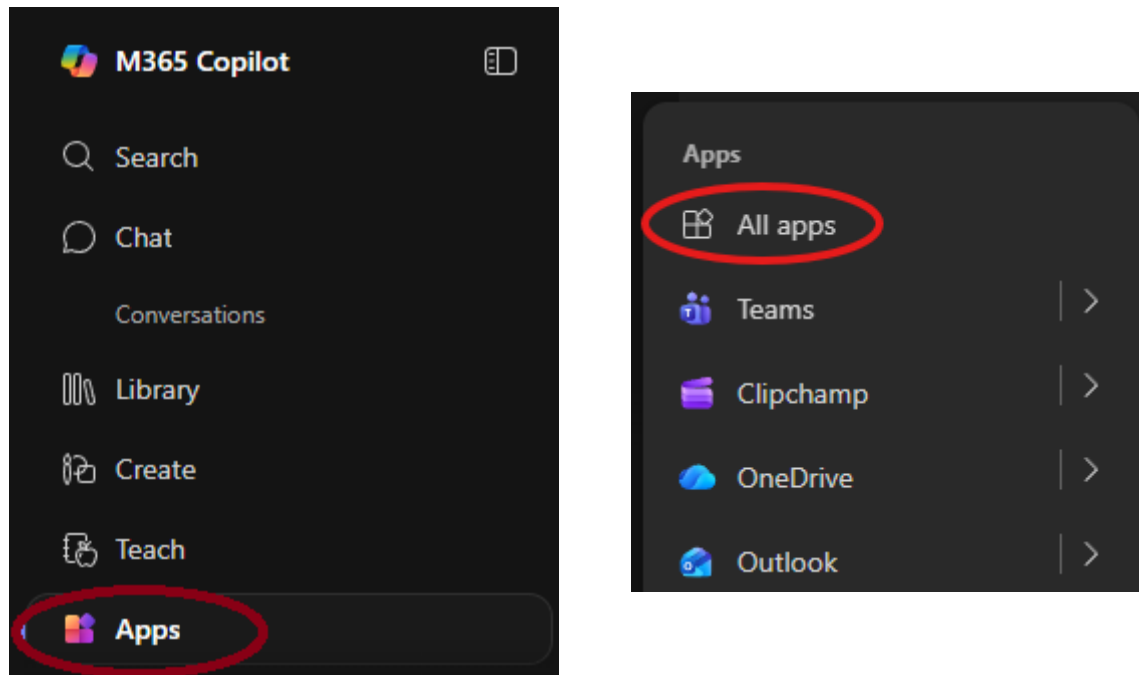 M365 Copilot
Search
Chat
Conversations
Library
Create
Teach
Apps
Apps
All apps
Teams
Clipchamp
OneDrive
Outlook